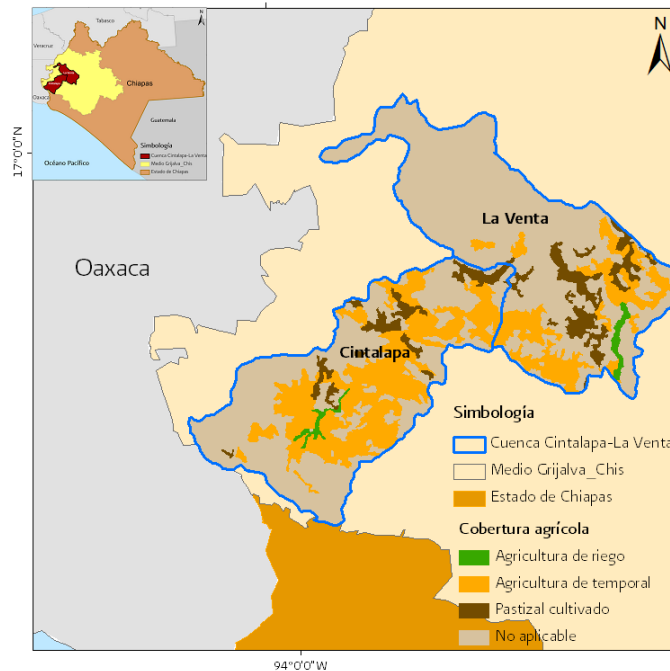 N
Tabasco
Veracruz
Chiapas
Oaxaca
Guatemala
Océano Pacífico
Simbología
Cuenca Cintalapa-La Venta
Medio Grijalva_Chis
Estado de Chiapas
N
17°0'0"N
La Venta
Oaxaca
Cintalapa
Simbología
Cuenca Cintalapa-La Venta
Medio Grijalva_Chis
Estado de Chiapas
Cobertura agrícola
Agricultura de riego
Agricultura de temporal
Pastizal cultivado
No aplicable
94°0'0"W